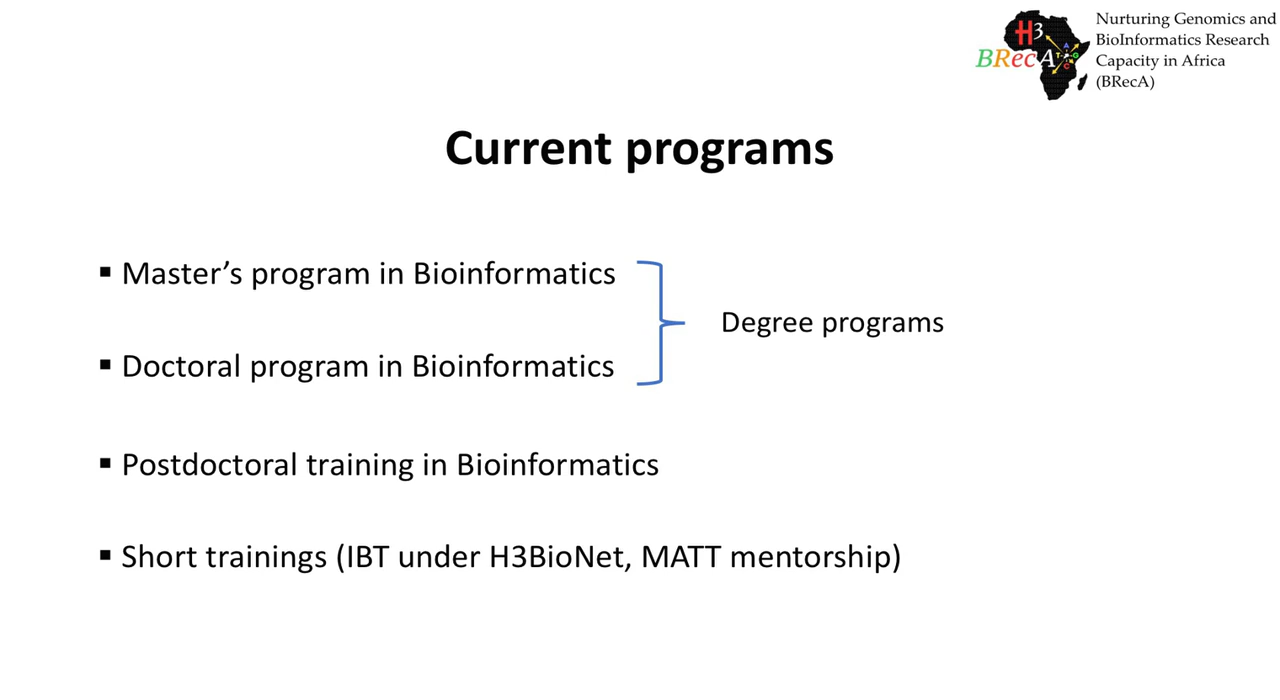 H3
BRecA
Nurturing Genomics and
BioInformatics Research
Capacity in Africa
(BRecA)
Current programs
▪ Master’s program in Bioinformatics
Degree programs
▪ Doctoral program in Bioinformatics
▪ Postdoctoral training in Bioinformatics
▪ Short trainings (IBT under H3BioNet, MATT mentorship)